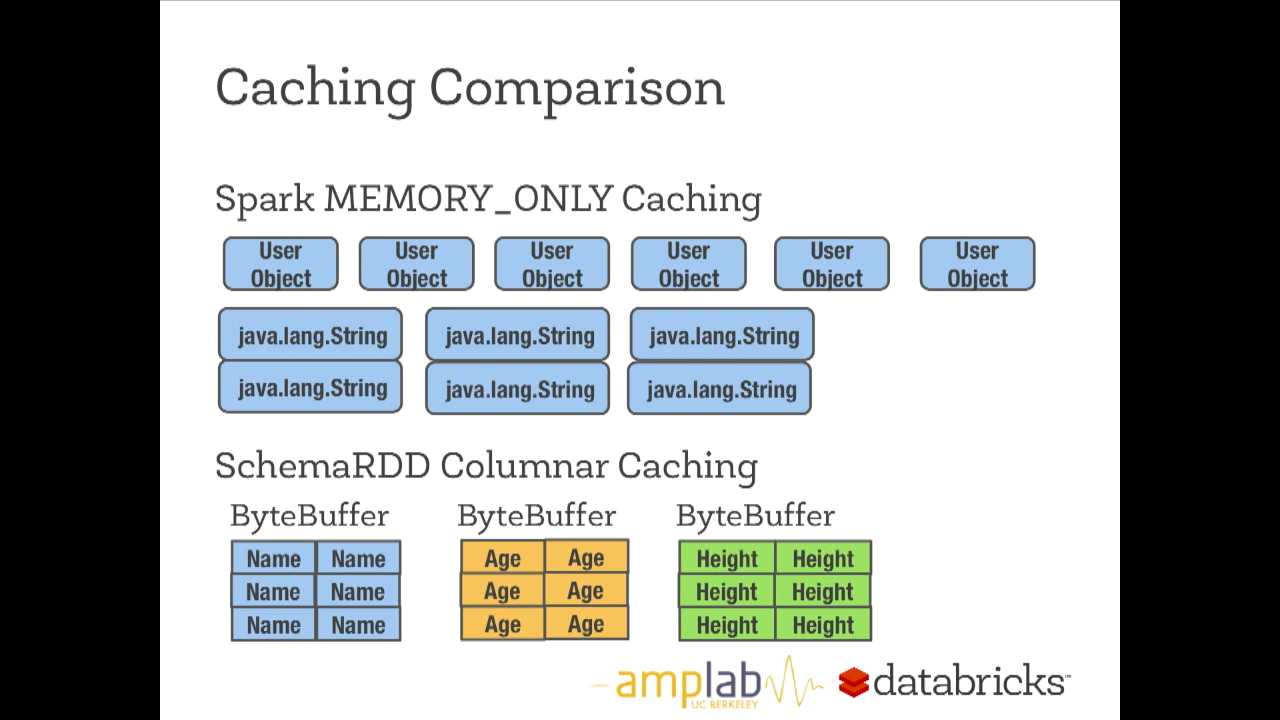 Caching Comparison
Spark MEMORY_ONLY Caching
User Object User Object User Object User Object User Object User Object
java.lang.String java.lang.String java.lang.String
java.lang.String java.lang.String java.lang.String
SchemaRDD Columnar Caching
ByteBuffer ByteBuffer ByteBuffer
Name Name Age Age Height Height
Name Name Age Age Height Height
Name Name Age Age Height Height
amplab databricks™
UC BERKELEY